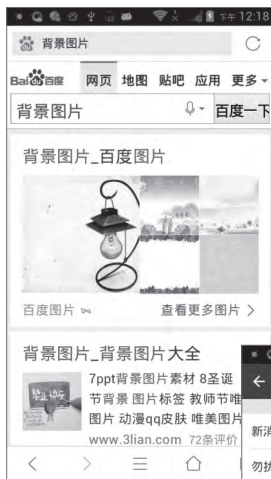 下午12:18
背景图片
Bai百度 网页 地图 贴吧 应用 更多
背景图片 百度一下
背景图片_百度图片
百度图片 查看更多图片 >
背景图片_背景图片大全
7ppt背景图片素材 8圣诞
节背景 图片标签 教师节唯
图片 动漫qq皮肤 唯美图片
www.3lian.com 72条评价
新消
勿扰